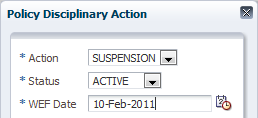 Policy Disciplinary Action
* Action SUSPENSION
* Status ACTIVE
* WEF Date 10-Feb-2011